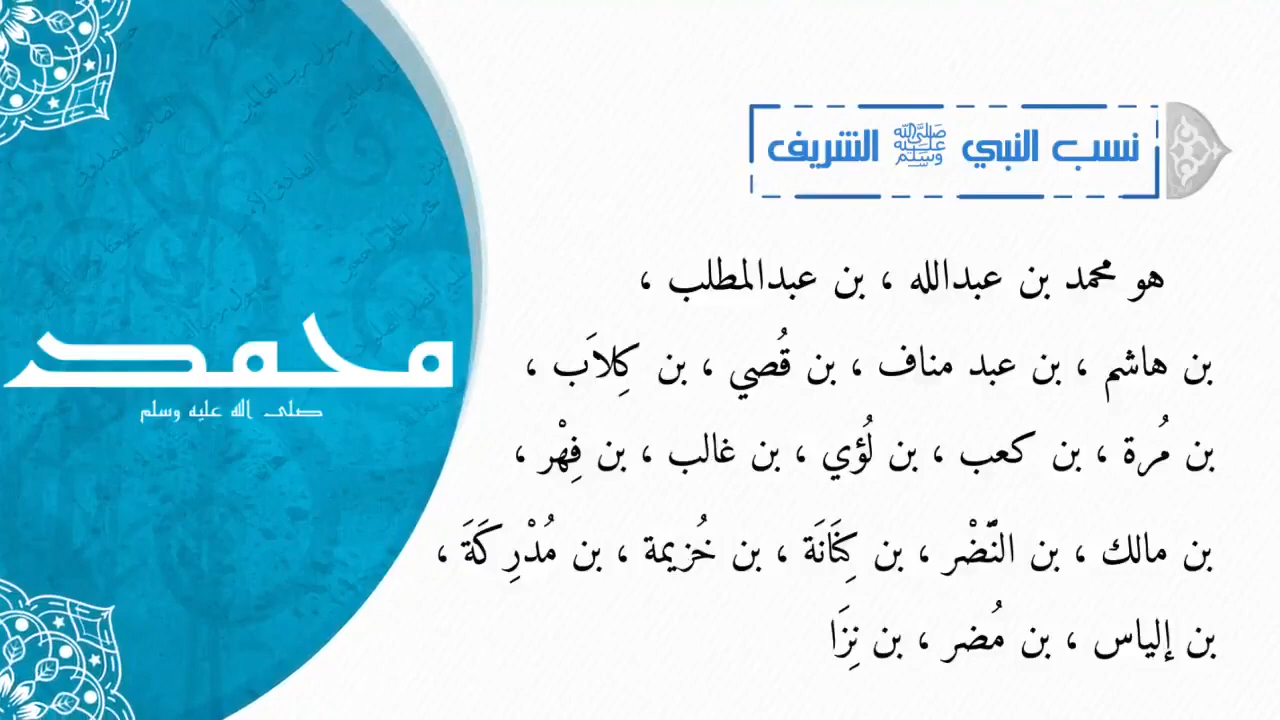 نسب النبي ﷺ الشريف
هو محمد بن عبدالله ، بن عبدالمطلب ،
بن هاشم ، بن عبد مناف ، بن قُصي ، بن كِلاَب ،
بن مُرة ، بن كعب ، بن لُؤي ، بن غالب ، بن فِهْر ،
بن مالك ، بن النَّضْر ، بن كِنَانَة ، بن خُزيمة ، بن مُدْرِكَةَ ،
بن إلياس ، بن مُضر ، بن نِزَا
محمد
صلى الله عليه وسلم